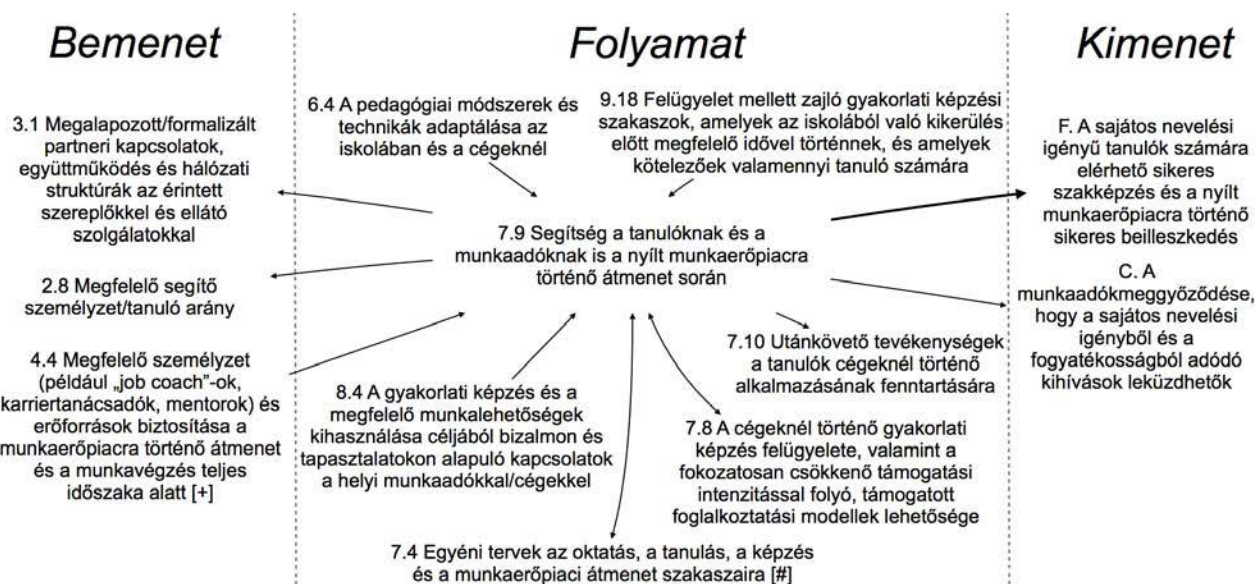 Bemenet
3.1 Megalapozott/formalizált
partneri kapcsolatok,
együttműködés és hálózati
struktúrák az érintett
szereplőkkel és ellátó
szolgálatokkal
2.8 Megfelelő segítő
személyzet/tanuló arány
4.4 Megfelelő személyzet
(például „job coach”-ok,
karriertanácsadók, mentorok) és
erőforrások biztosítása a
munkaerőpiacra történő átmenet
és a munkavégzés teljes
időszaka alatt [+]
Folyamat
6.4 A pedagógiai módszerek és
technikák adaptálása az
iskolában és a cégeknél
9.18 Felügyelet mellett zajló gyakorlati képzési
szakaszok, amelyek az iskolából való kikerülés
előtt megfelelő idővel történnek, és amelyek
kötelezőek valamennyi tanuló számára
7.9 Segítség a tanulóknak és a
munkaadóknak is a nyílt munkaerőpiacra
történő átmenet során
7.10 Utánkövető tevékenységek
a tanulók cégeknél történő
alkalmazásának fenntartására
8.4 A gyakorlati képzés és a
megfelelő munkalehetőségek
kihasználása céljából bizalmon és
tapasztalatokon alapuló kapcsolatok
a helyi munkaadókkal/cégekkel
7.8 A cégeknél történő gyakorlati
képzés felügyelete, valamint a
fokozatosan csökkenő támogatási
intenzitással folyó, támogatott
foglalkoztatási modellek lehetősége
7.4 Egyéni tervek az oktatás, a tanulás, a képzés
és a munkaerőpiaci átmenet szakaszaira [#]
Kimenet
F. A sajátos nevelési
igényű tanulók számára
elérhető sikeres
szakképzés és a nyílt
munkaerőpiacra történő
sikeres beilleszkedés
C. A
munkaadókmeggyőződése,
hogy a sajátos nevelési
igényből és a
fogyatékosságból adódó
kihívások leküzdhetők